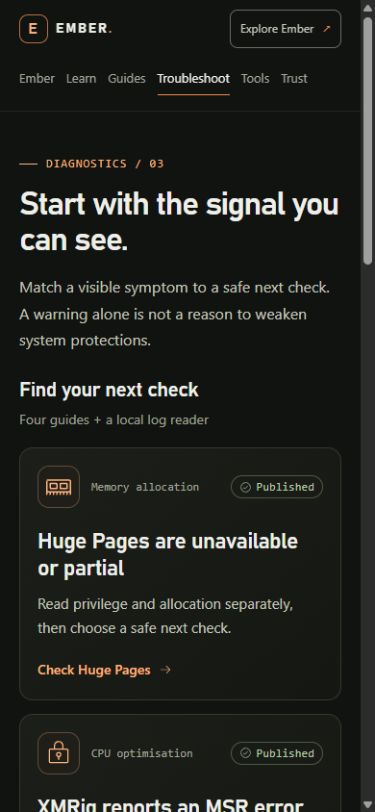 E EMBER.
Explore Ember ↗
Ember Learn Guides Troubleshoot Tools Trust
DIAGNOSTICS / 03
Start with the signal you
can see.
Match a visible symptom to a safe next check.
A warning alone is not a reason to weaken
system protections.
Find your next check
Four guides + a local log reader
Memory allocation
Published
Huge Pages are unavailable
or partial
Read privilege and allocation separately,
then choose a safe next check.
Check Huge Pages →
CPU optimisation
Published
XMRig reports an MSR error